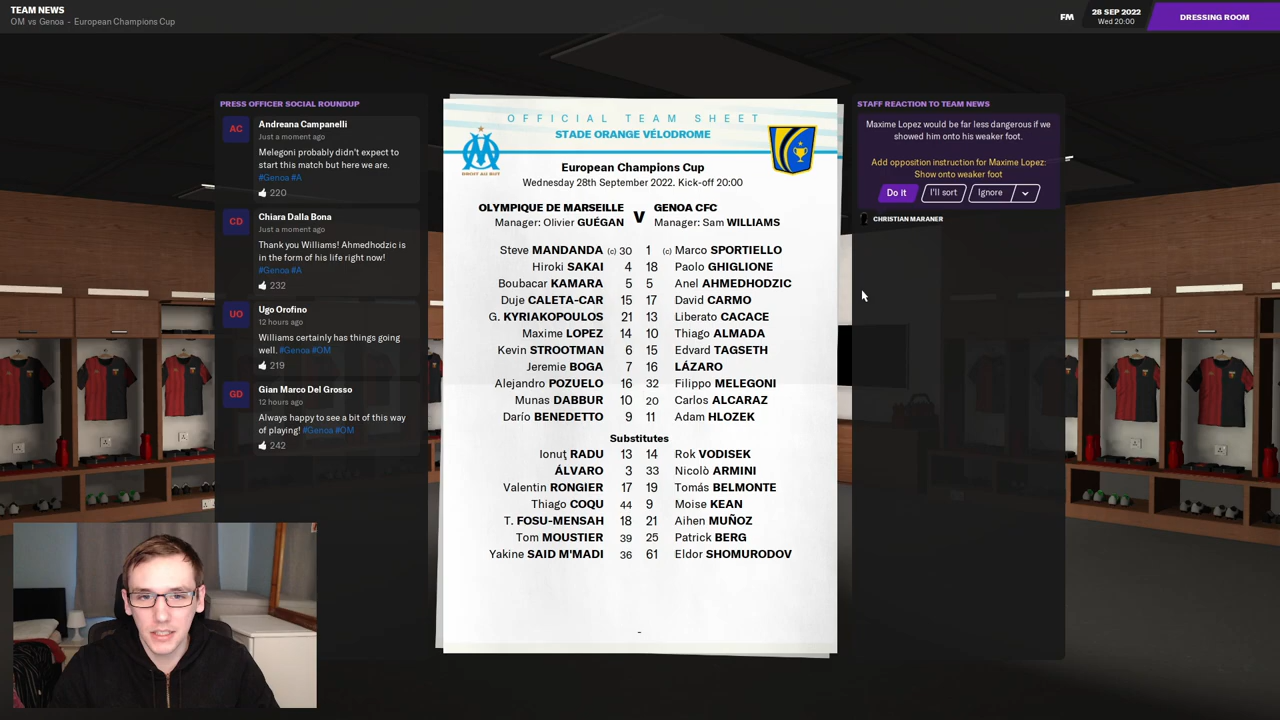 TEAM NEWS
OM vs Genoa - European Champions Cup
FM
28 SEP 2022
Wed 20:00
DRESSING ROOM
PRESS OFFICER SOCIAL ROUNDUP
AC
Andreana Campanelli
Just a moment ago
Melegoni probably didn't expect to
start this match but here we are.
#Genoa #A
220
CD
Chiara Dalla Bona
Just a moment ago
Thank you Williams! Ahmedhodzic is
in the form of his life right now!
#Genoa #A
232
UO
Ugo Orofino
12 hours ago
Williams certainly has things going
well. #Genoa #OM
219
GD
Gian Marco Del Grosso
12 hours ago
Always happy to see a bit of this way
of playing! #Genoa #OM
242
OFFICIAL TEAM SHEET
STADE ORANGE VÉLODROME
DROIT AU BUT
European Champions Cup
Wednesday 28th September 2022. Kick-off 20:00
OLYMPIQUE DE MARSEILLE V GENOA CFC
Manager: Olivier GUÉGAN Manager: Sam WILLIAMS
Steve MANDANDA (c) 30 1 (c) Marco SPORTIELLO
Hiroki SAKAI 4 18 Paolo GHIGLIONE
Boubacar KAMARA 5 5 Anel AHMEDHODZIC
Duje CALETA-CAR 15 17 David CARMO
G. KYRIAKOPOULOS 21 13 Liberato CACACE
Maxime LOPEZ 14 10 Thiago ALMADA
Kevin STROOTMAN 6 15 Edvard TAGSETH
Jeremie BOGA 7 16 LÁZARO
Alejandro POZUELO 16 32 Filippo MELEGONI
Munas DABBUR 10 20 Carlos ALCARAZ
Darío BENEDETTO 9 11 Adam HLOZEK
Substitutes
Ionuţ RADU 13 14 Rok VODISEK
ÁLVARO 3 33 Nicolò ARMINI
Valentin RONGIER 17 19 Tomás BELMONTE
Thiago COQU 44 9 Moise KEAN
T. FOSU-MENSAH 18 21 Aihen MUÑOZ
Tom MOUSTIER 39 25 Patrick BERG
Yakine SAID M'MADI 36 61 Eldor SHOMURODOV
-
STAFF REACTION TO TEAM NEWS
Maxime Lopez would be far less dangerous if we
showed him onto his weaker foot.
Add opposition instruction for Maxime Lopez:
Show onto weaker foot
Do it I'll sort Ignore
CHRISTIAN MARANER